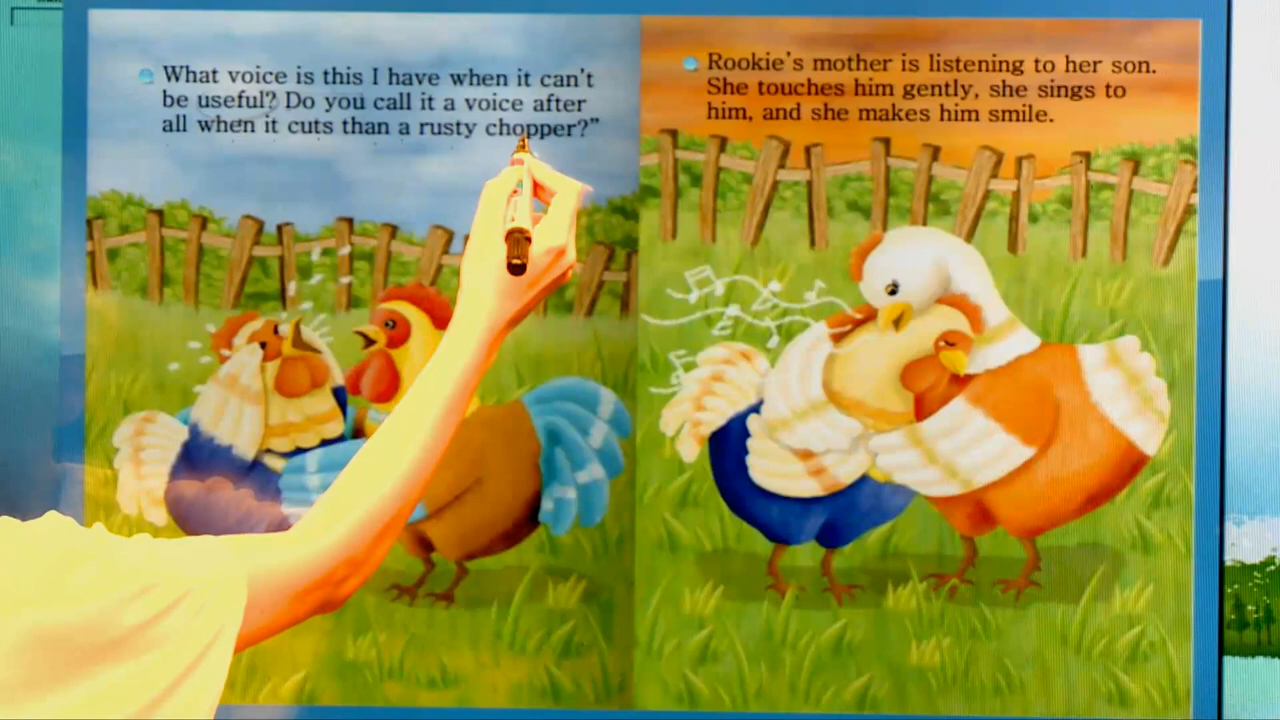 What voice is this I have when it can't
be useful? Do you call it a voice after
all when it cuts than a rusty chopper?"
Rookie's mother is listening to her son.
She touches him gently, she sings to
him, and she makes him smile.